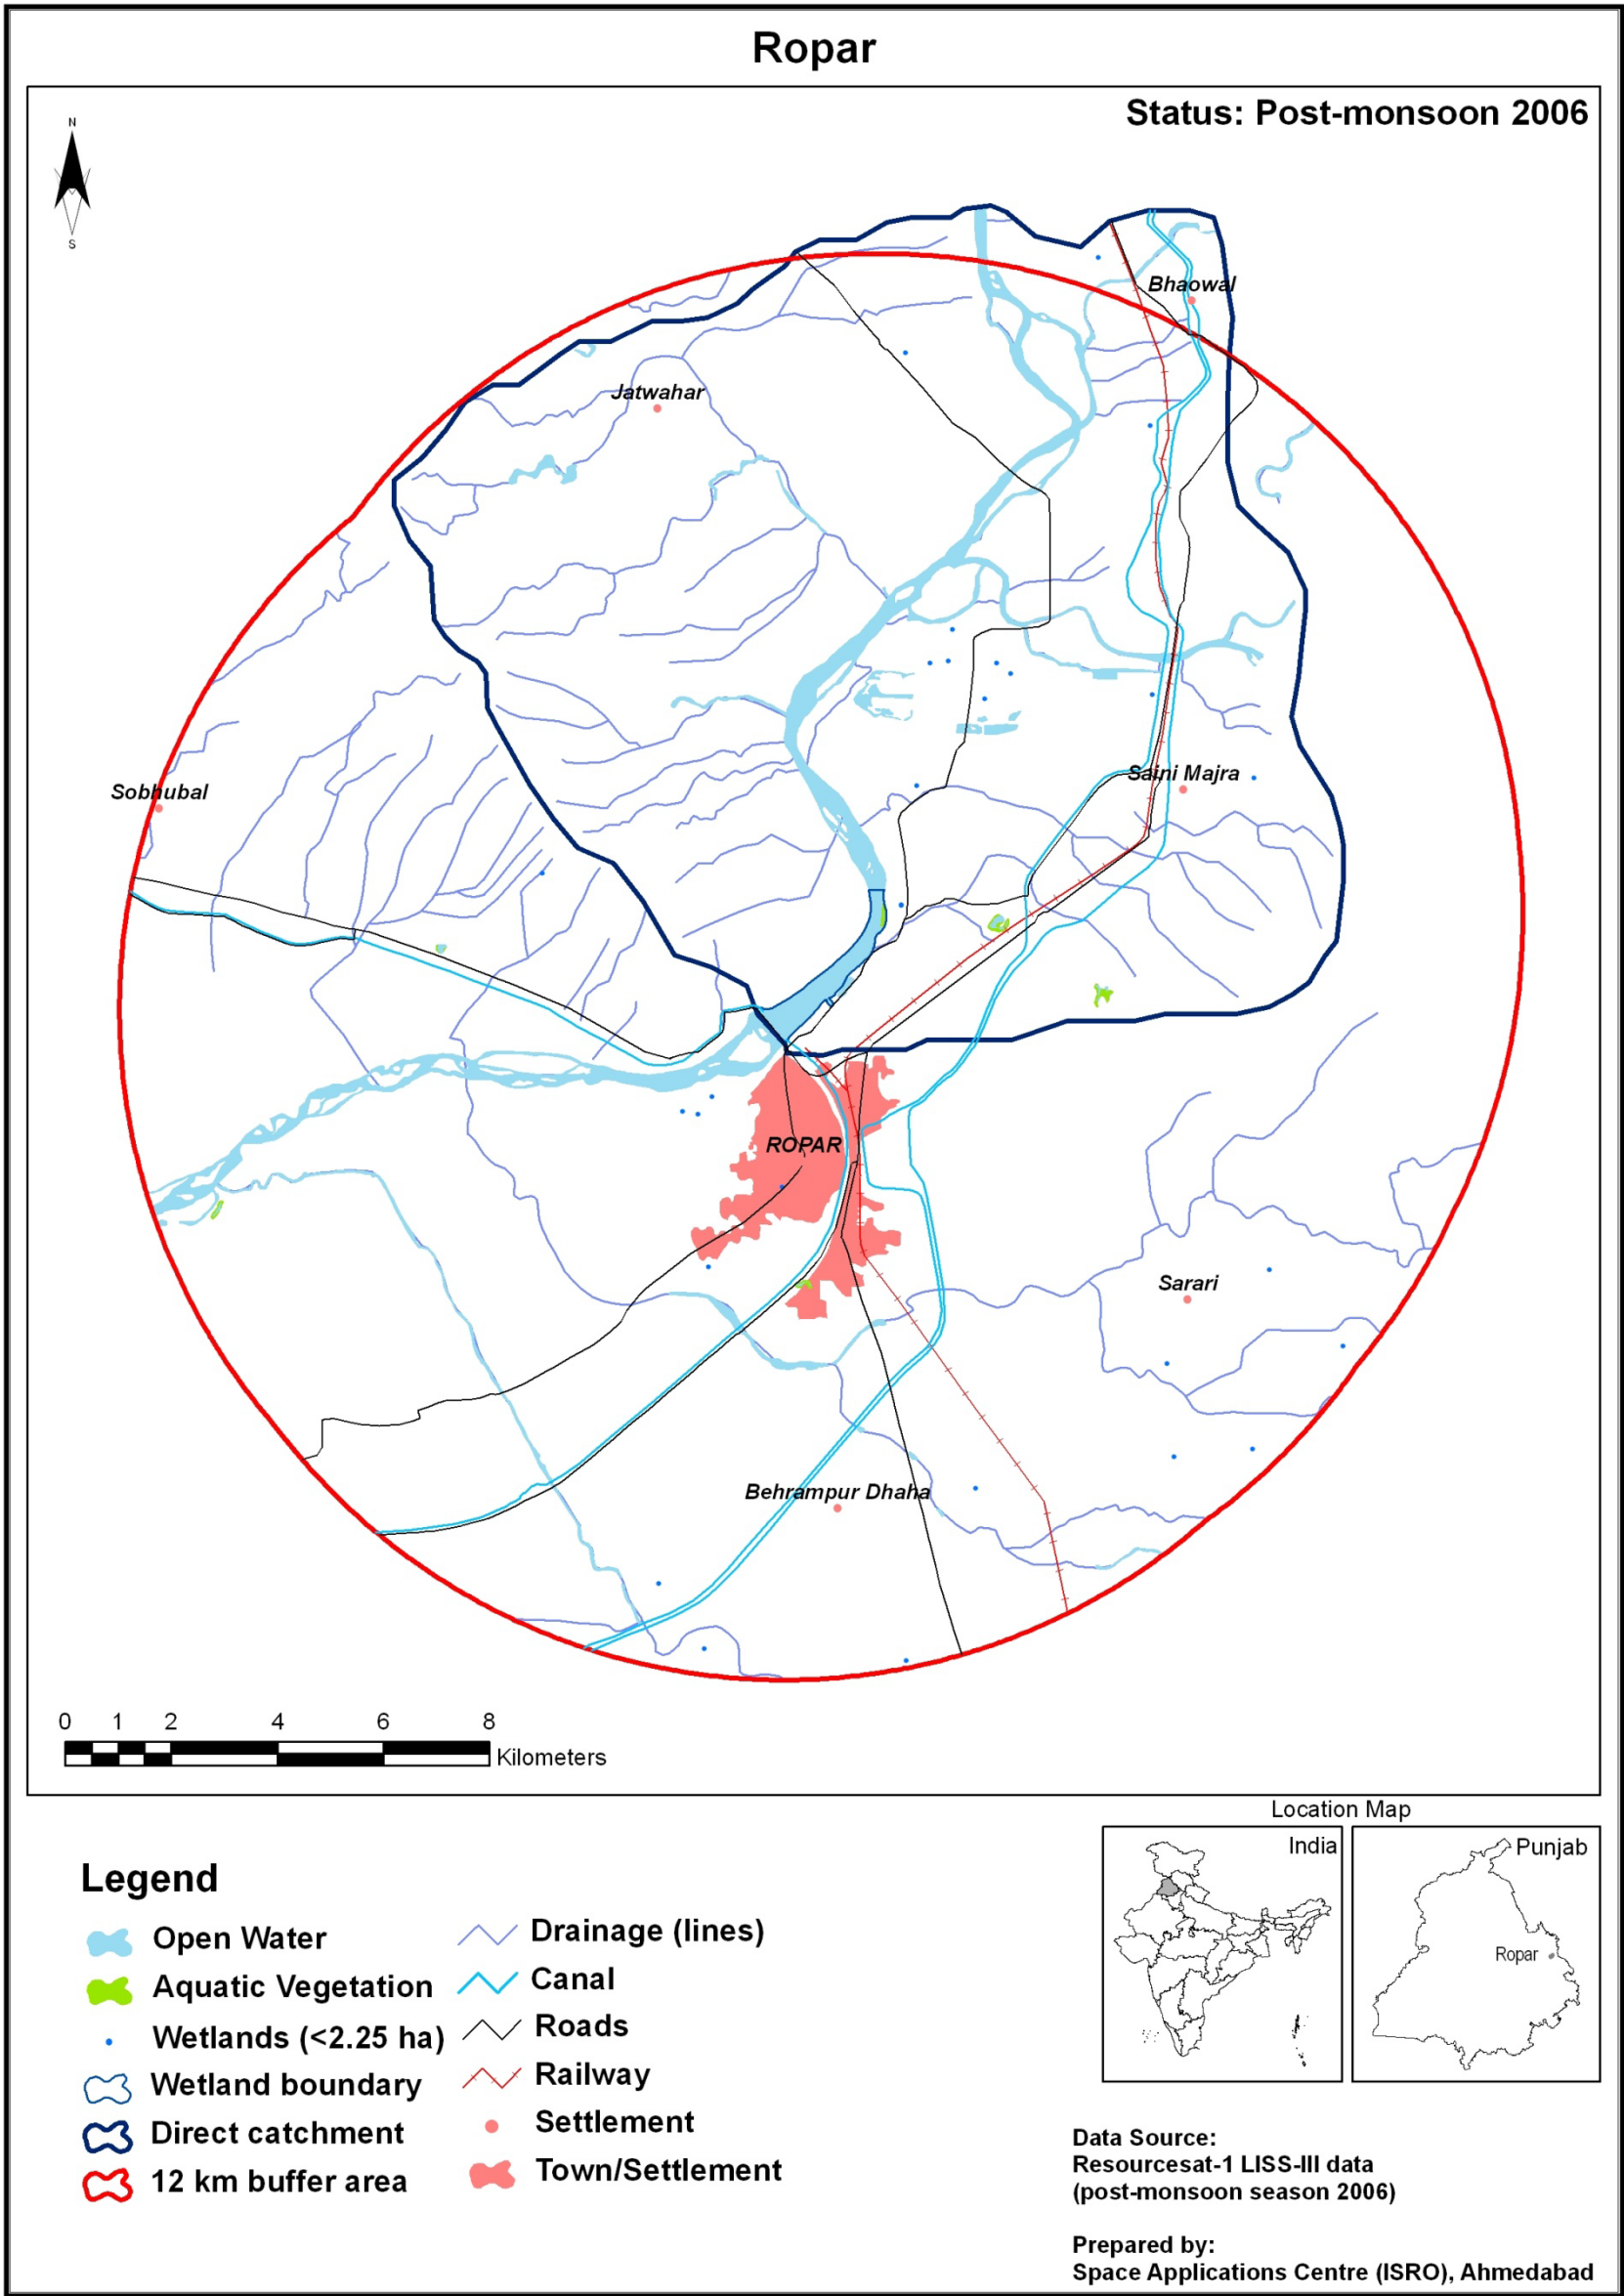 Ropar
Status: Post-monsoon 2006
N
S
Bhaowal
Jatwahar
Saini Majra
Sobhubal
ROPAR
Sarari
Behrampur Dhaha
0 1 2 4 6 8
Kilometers
Location Map
India
Punjab
Ropar
Legend
Open Water
Aquatic Vegetation
Wetlands (<2.25 ha)
Wetland boundary
Direct catchment
12 km buffer area
Drainage (lines)
Canal
Roads
Railway
Settlement
Town/Settlement
Data Source:
Resourcesat-1 LISS-III data
(post-monsoon season 2006)
Prepared by:
Space Applications Centre (ISRO), Ahmedabad